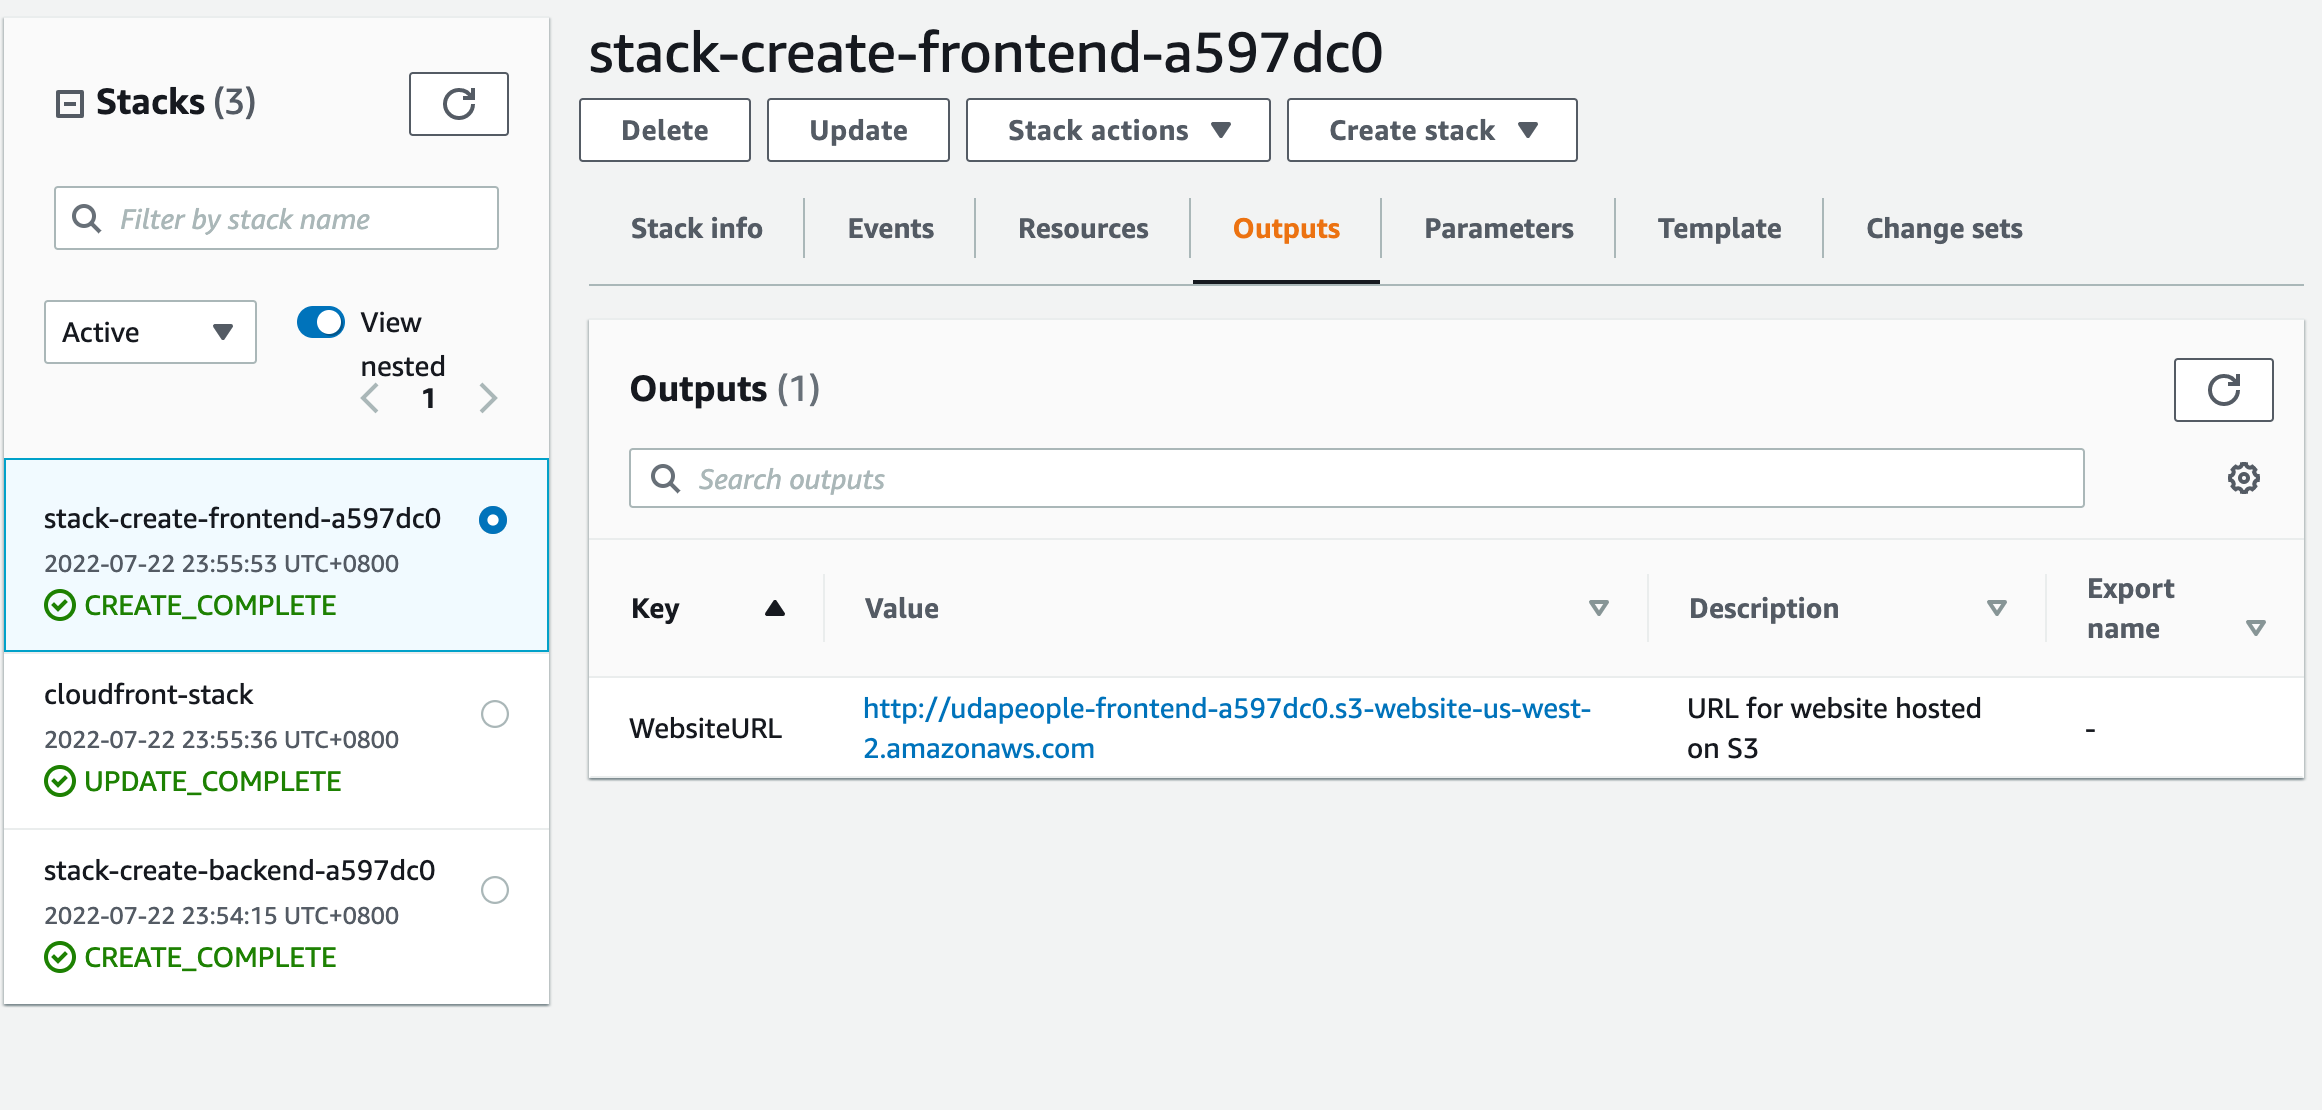 Stacks (3)
Filter by stack name
Active
View
nested
1
stack-create-frontend-a597dc0
2022-07-22 23:55:53 UTC+0800
CREATE_COMPLETE
cloudfront-stack
2022-07-22 23:55:36 UTC+0800
UPDATE_COMPLETE
stack-create-backend-a597dc0
2022-07-22 23:54:15 UTC+0800
CREATE_COMPLETE
stack-create-frontend-a597dc0
Delete Update Stack actions Create stack
Stack info Events Resources Outputs Parameters Template Change sets
Outputs (1)
Search outputs
Key Value Description Export
name
WebsiteURL http://udapeople-frontend-a597dc0.s3-website-us-west- URL for website hosted -
2.amazonaws.com on S3